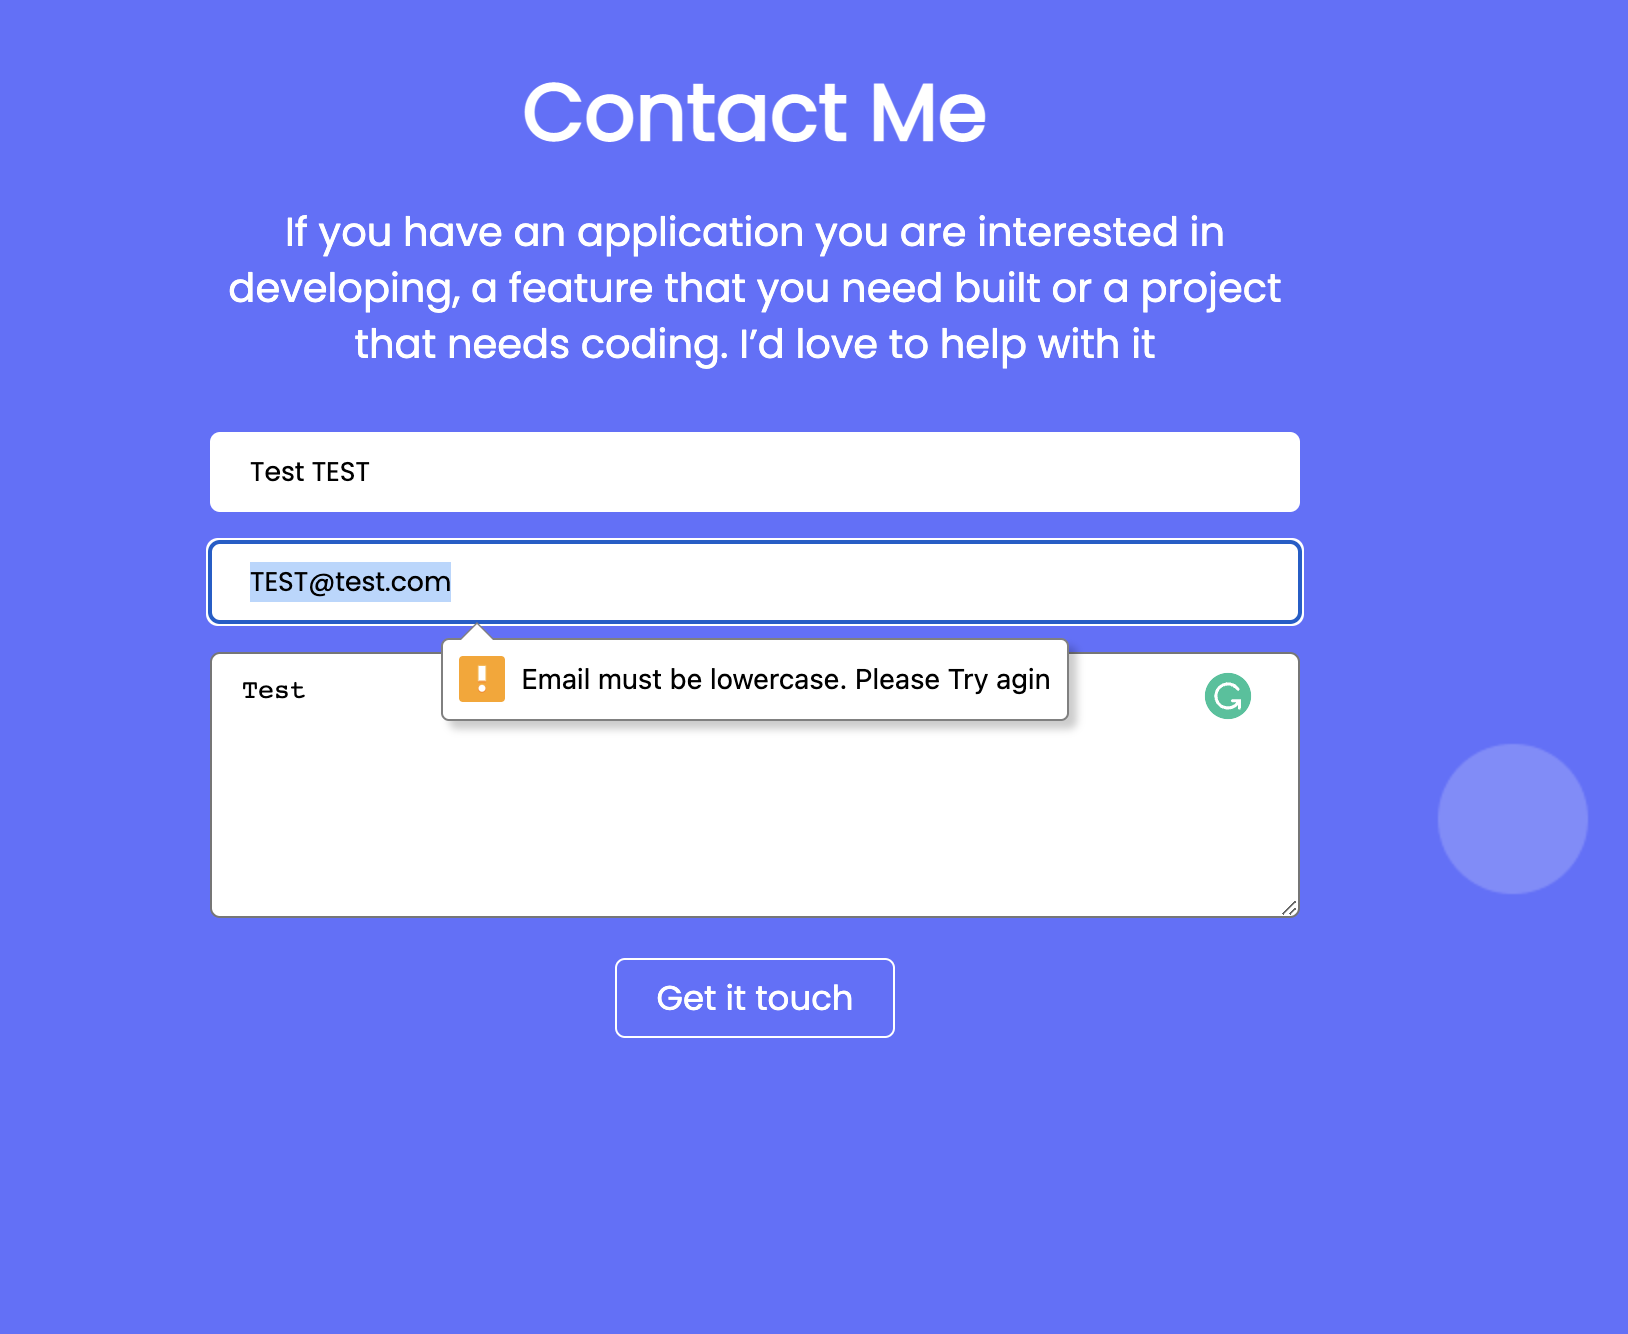 Contact Me
If you have an application you are interested in
developing, a feature that you need built or a project
that needs coding. I’d love to help with it
Test TEST
TEST@test.com
Email must be lowercase. Please Try agin
Test
Get it touch